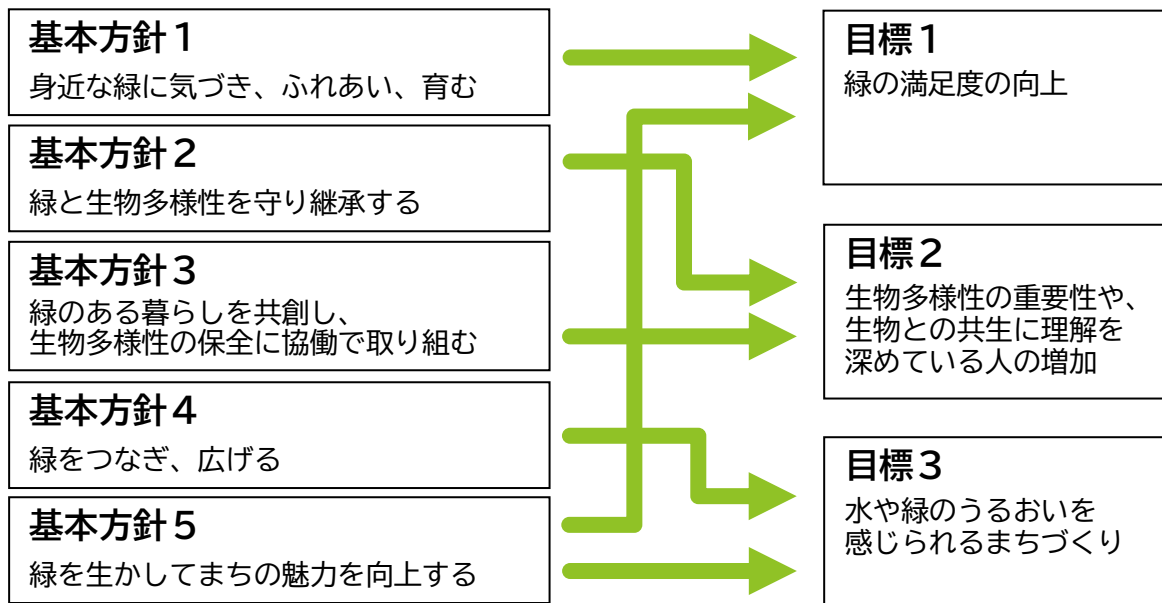 基本方針１
身近な緑に気づき、ふれあい、育む
基本方針２
緑と生物多様性を守り継承する
基本方針３
緑のある暮らしを共創し、
生物多様性の保全に協働で取り組む
基本方針４
緑をつなぎ、広げる
基本方針５
緑を生かしてまちの魅力を向上する
目標１
緑の満足度の向上
目標２
生物多様性の重要性や、
生物との共生に理解を
深めている人の増加
目標３
水や緑のうるおいを
感じられるまちづくり